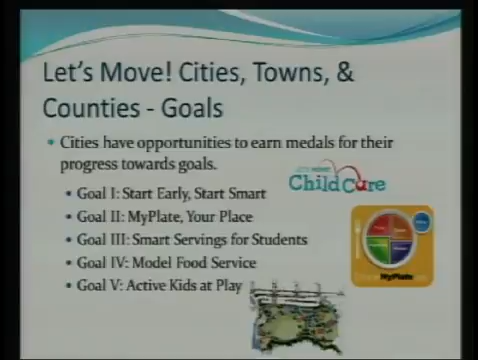 Let's Move! Cities, Towns, &
Counties - Goals
• Cities have opportunities to earn medals for their
progress towards goals.
• Goal I: Start Early, Start Smart
• Goal II: MyPlate, Your Place
• Goal III: Smart Servings for Students
• Goal IV: Model Food Service
• Goal V: Active Kids at Play
Child Care
MyPlate